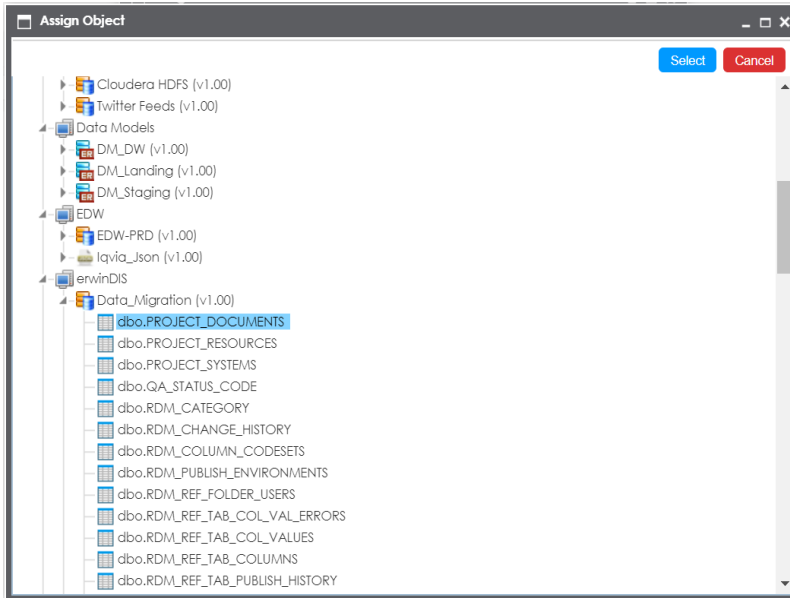 Assign Object
Select Cancel
Cloudera HDFS (v1.00)
Twitter Feeds (v1.00)
Data Models
DM_DW (v1.00)
DM_Landing (v1.00)
DM_Staging (v1.00)
EDW
EDW-PRD (v1.00)
Iqvia_Json (v1.00)
erwinDIS
Data_Migration (v1.00)
dbo.PROJECT_DOCUMENTS
dbo.PROJECT_RESOURCES
dbo.PROJECT_SYSTEMS
dbo.QA_STATUS_CODE
dbo.RDM_CATEGORY
dbo.RDM_CHANGE_HISTORY
dbo.RDM_COLUMN_CODESETS
dbo.RDM_PUBLISH_ENVIRONMENTS
dbo.RDM_REF_FOLDER_USERS
dbo.RDM_REF_TAB_COL_VAL_ERRORS
dbo.RDM_REF_TAB_COL_VALUES
dbo.RDM_REF_TAB_COLUMNS
dbo.RDM_REF_TAB_PUBLISH_HISTORY